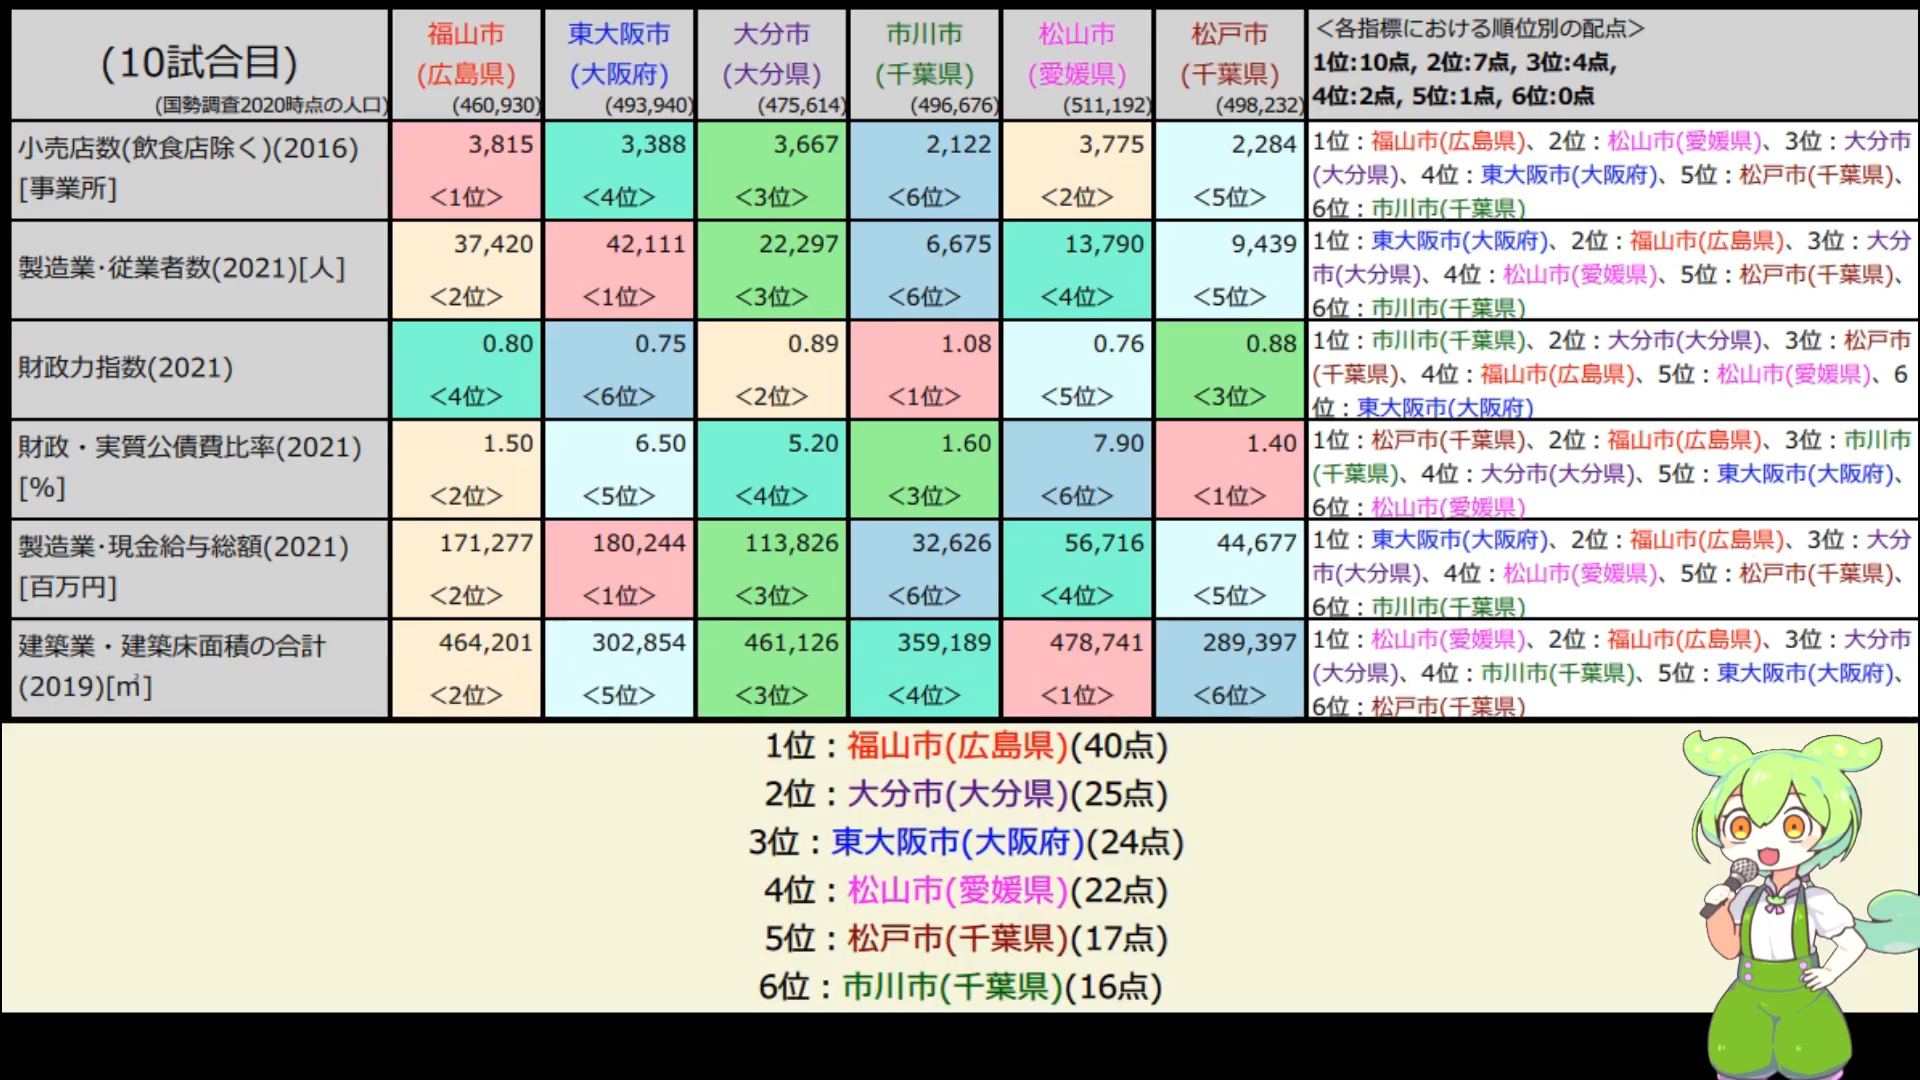 (10試合目)
(国勢調査2020時点の人口)
福山市
(広島県)
(460,930)
東大阪市
(大阪府)
(493,940)
大分市
(大分県)
(475,614)
市川市
(千葉県)
(496,676)
松山市
(愛媛県)
(511,192)
松戸市
(千葉県)
(498,232)
＜各指標における順位別の配点＞
1位:10点, 2位:7点, 3位:4点,
4位:2点, 5位:1点, 6位:0点
小売店数(飲食店除く)(2016)
[事業所]
3,815
<1位>
3,388
<4位>
3,667
<3位>
2,122
<6位>
3,775
<2位>
2,284
<5位>
1位：福山市(広島県)、2位：松山市(愛媛県)、3位：大分市
(大分県)、4位：東大阪市(大阪府)、5位：松戸市(千葉県)、
6位：市川市(千葉県)
製造業･従業者数(2021)[人]
37,420
<2位>
42,111
<1位>
22,297
<3位>
6,675
<6位>
13,790
<4位>
9,439
<5位>
1位：東大阪市(大阪府)、2位：福山市(広島県)、3位：大分
市(大分県)、4位：松山市(愛媛県)、5位：松戸市(千葉県)、
6位：市川市(千葉県)
財政力指数(2021)
0.80
<4位>
0.75
<6位>
0.89
<2位>
1.08
<1位>
0.76
<5位>
0.88
<3位>
1位：市川市(千葉県)、2位：大分市(大分県)、3位：松戸市
(千葉県)、4位：福山市(広島県)、5位：松山市(愛媛県)、6
位：東大阪市(大阪府)
財政・実質公債費比率(2021)
[%]
1.50
<2位>
6.50
<5位>
5.20
<4位>
1.60
<3位>
7.90
<6位>
1.40
<1位>
1位：松戸市(千葉県)、2位：福山市(広島県)、3位：市川市
(千葉県)、4位：大分市(大分県)、5位：東大阪市(大阪府)、
6位：松山市(愛媛県)
製造業･現金給与総額(2021)
[百万円]
171,277
<2位>
180,244
<1位>
113,826
<3位>
32,626
<6位>
56,716
<4位>
44,677
<5位>
1位：東大阪市(大阪府)、2位：福山市(広島県)、3位：大分
市(大分県)、4位：松山市(愛媛県)、5位：松戸市(千葉県)、
6位：市川市(千葉県)
建築業・建築床面積の合計
(2019)[㎡]
464,201
<2位>
302,854
<5位>
461,126
<3位>
359,189
<4位>
478,741
<1位>
289,397
<6位>
1位：松山市(愛媛県)、2位：福山市(広島県)、3位：大分市
(大分県)、4位：市川市(千葉県)、5位：東大阪市(大阪府)、
6位：松戸市(千葉県)
1位：福山市(広島県)(40点)
2位：大分市(大分県)(25点)
3位：東大阪市(大阪府)(24点)
4位：松山市(愛媛県)(22点)
5位：松戸市(千葉県)(17点)
6位：市川市(千葉県)(16点)